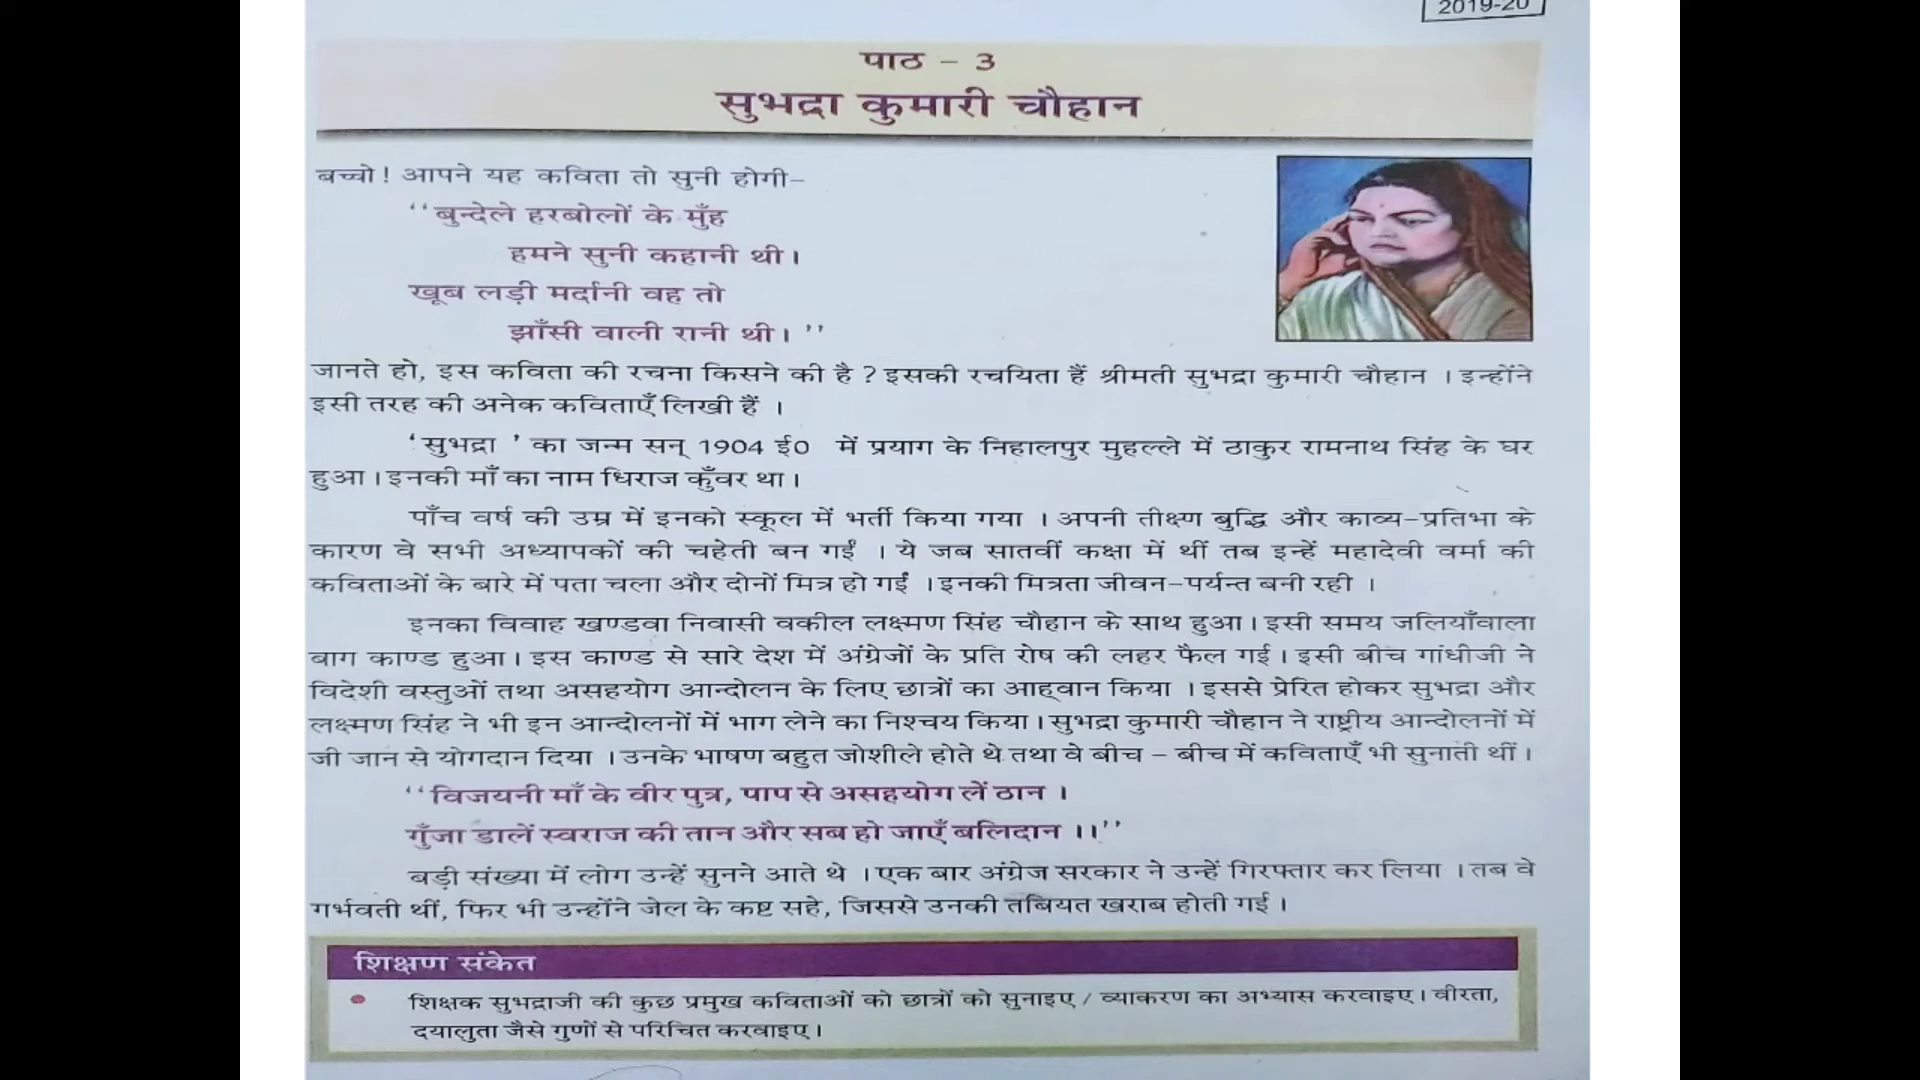 2019-20
पाठ – 3
सुभद्रा कुमारी चौहान
बच्चो! आपने यह कविता तो सुनी होगी–
‘‘बुन्देले हरबोलों के मुँह
हमने सुनी कहानी थी।
खूब लड़ी मर्दानी वह तो
झाँसी वाली रानी थी। ’’
जानते हो, इस कविता की रचना किसने की है ? इसकी रचयिता हैं श्रीमती सुभद्रा कुमारी चौहान । इन्होंने
इसी तरह की अनेक कविताएँ लिखी हैं ।
‘सुभद्रा ’ का जन्म सन् 1904 ई0 में प्रयाग के निहालपुर मुहल्ले में ठाकुर रामनाथ सिंह के घर
हुआ। इनकी माँ का नाम धिराज कुँवर था।
पाँच वर्ष की उम्र में इनको स्कूल में भर्ती किया गया । अपनी तीक्ष्ण बुद्धि और काव्य–प्रतिभा के
कारण वे सभी अध्यापकों की चहेती बन गईं । ये जब सातवीं कक्षा में थीं तब इन्हें महादेवी वर्मा की
कविताओं के बारे में पता चला और दोनों मित्र हो गईं । इनकी मित्रता जीवन–पर्यन्त बनी रही ।
इनका विवाह खण्डवा निवासी वकील लक्ष्मण सिंह चौहान के साथ हुआ। इसी समय जलियाँवाला
बाग काण्ड हुआ। इस काण्ड से सारे देश में अंग्रेजों के प्रति रोष की लहर फैल गई। इसी बीच गांधीजी ने
विदेशी वस्तुओं तथा असहयोग आन्दोलन के लिए छात्रों का आह्वान किया । इससे प्रेरित होकर सुभद्रा और
लक्ष्मण सिंह ने भी इन आन्दोलनों में भाग लेने का निश्चय किया। सुभद्रा कुमारी चौहान ने राष्ट्रीय आन्दोलनों में
जी जान से योगदान दिया । उनके भाषण बहुत जोशीले होते थे तथा वे बीच – बीच में कविताएँ भी सुनाती थीं।
‘‘विजयनी माँ के वीर पुत्र, पाप से असहयोग लें ठान ।
गुँजा डालें स्वराज की तान और सब हो जाएँ बलिदान ।।’’
बड़ी संख्या में लोग उन्हें सुनने आते थे । एक बार अंग्रेज सरकार ने उन्हें गिरफ्तार कर लिया । तब वे
गर्भवती थीं, फिर भी उन्होंने जेल के कष्ट सहे, जिससे उनकी तबियत खराब होती गई।
शिक्षण संकेत
● शिक्षक सुभद्राजी की कुछ प्रमुख कविताओं को छात्रों को सुनाइए / व्याकरण का अभ्यास करवाइए। वीरता,
दयालुता जैसे गुणों से परिचित करवाइए।